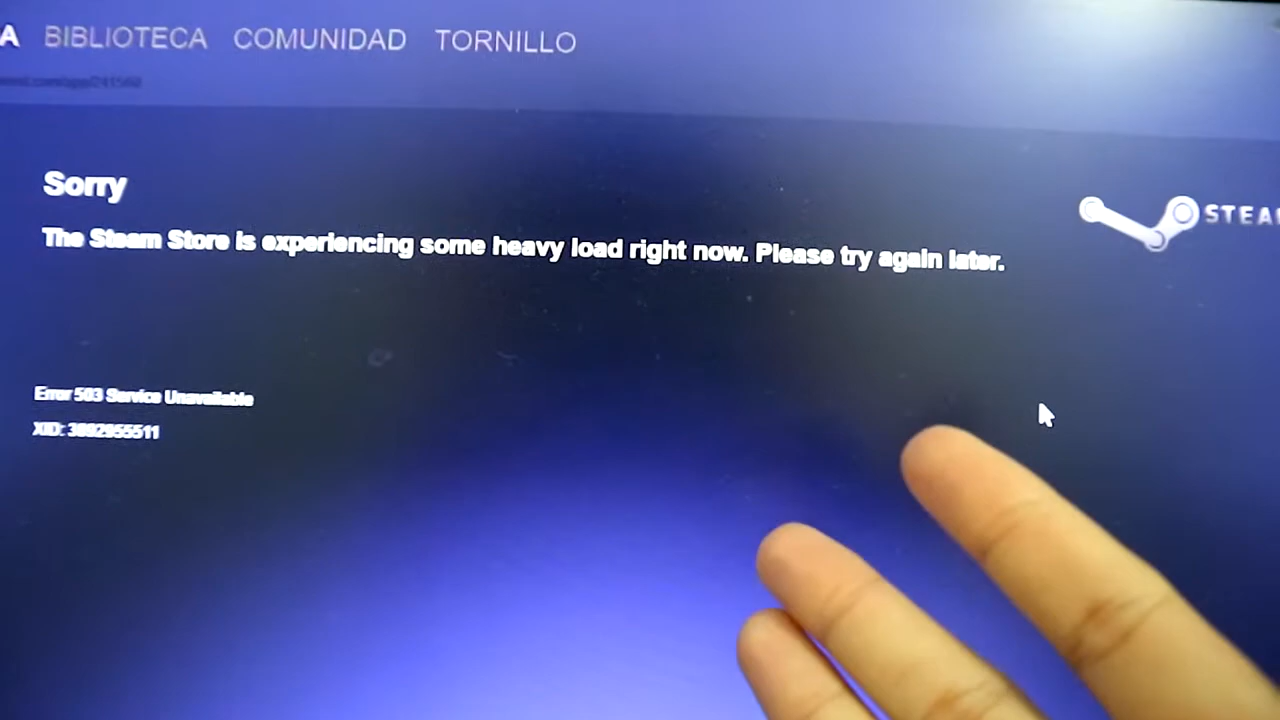 A BIBLIOTECA COMUNIDAD TORNILLO
Sorry
STEA
The Steam Store is experiencing some heavy load right now. Please try again later.
Error 503 Service Unavailable
XID: 3092955511